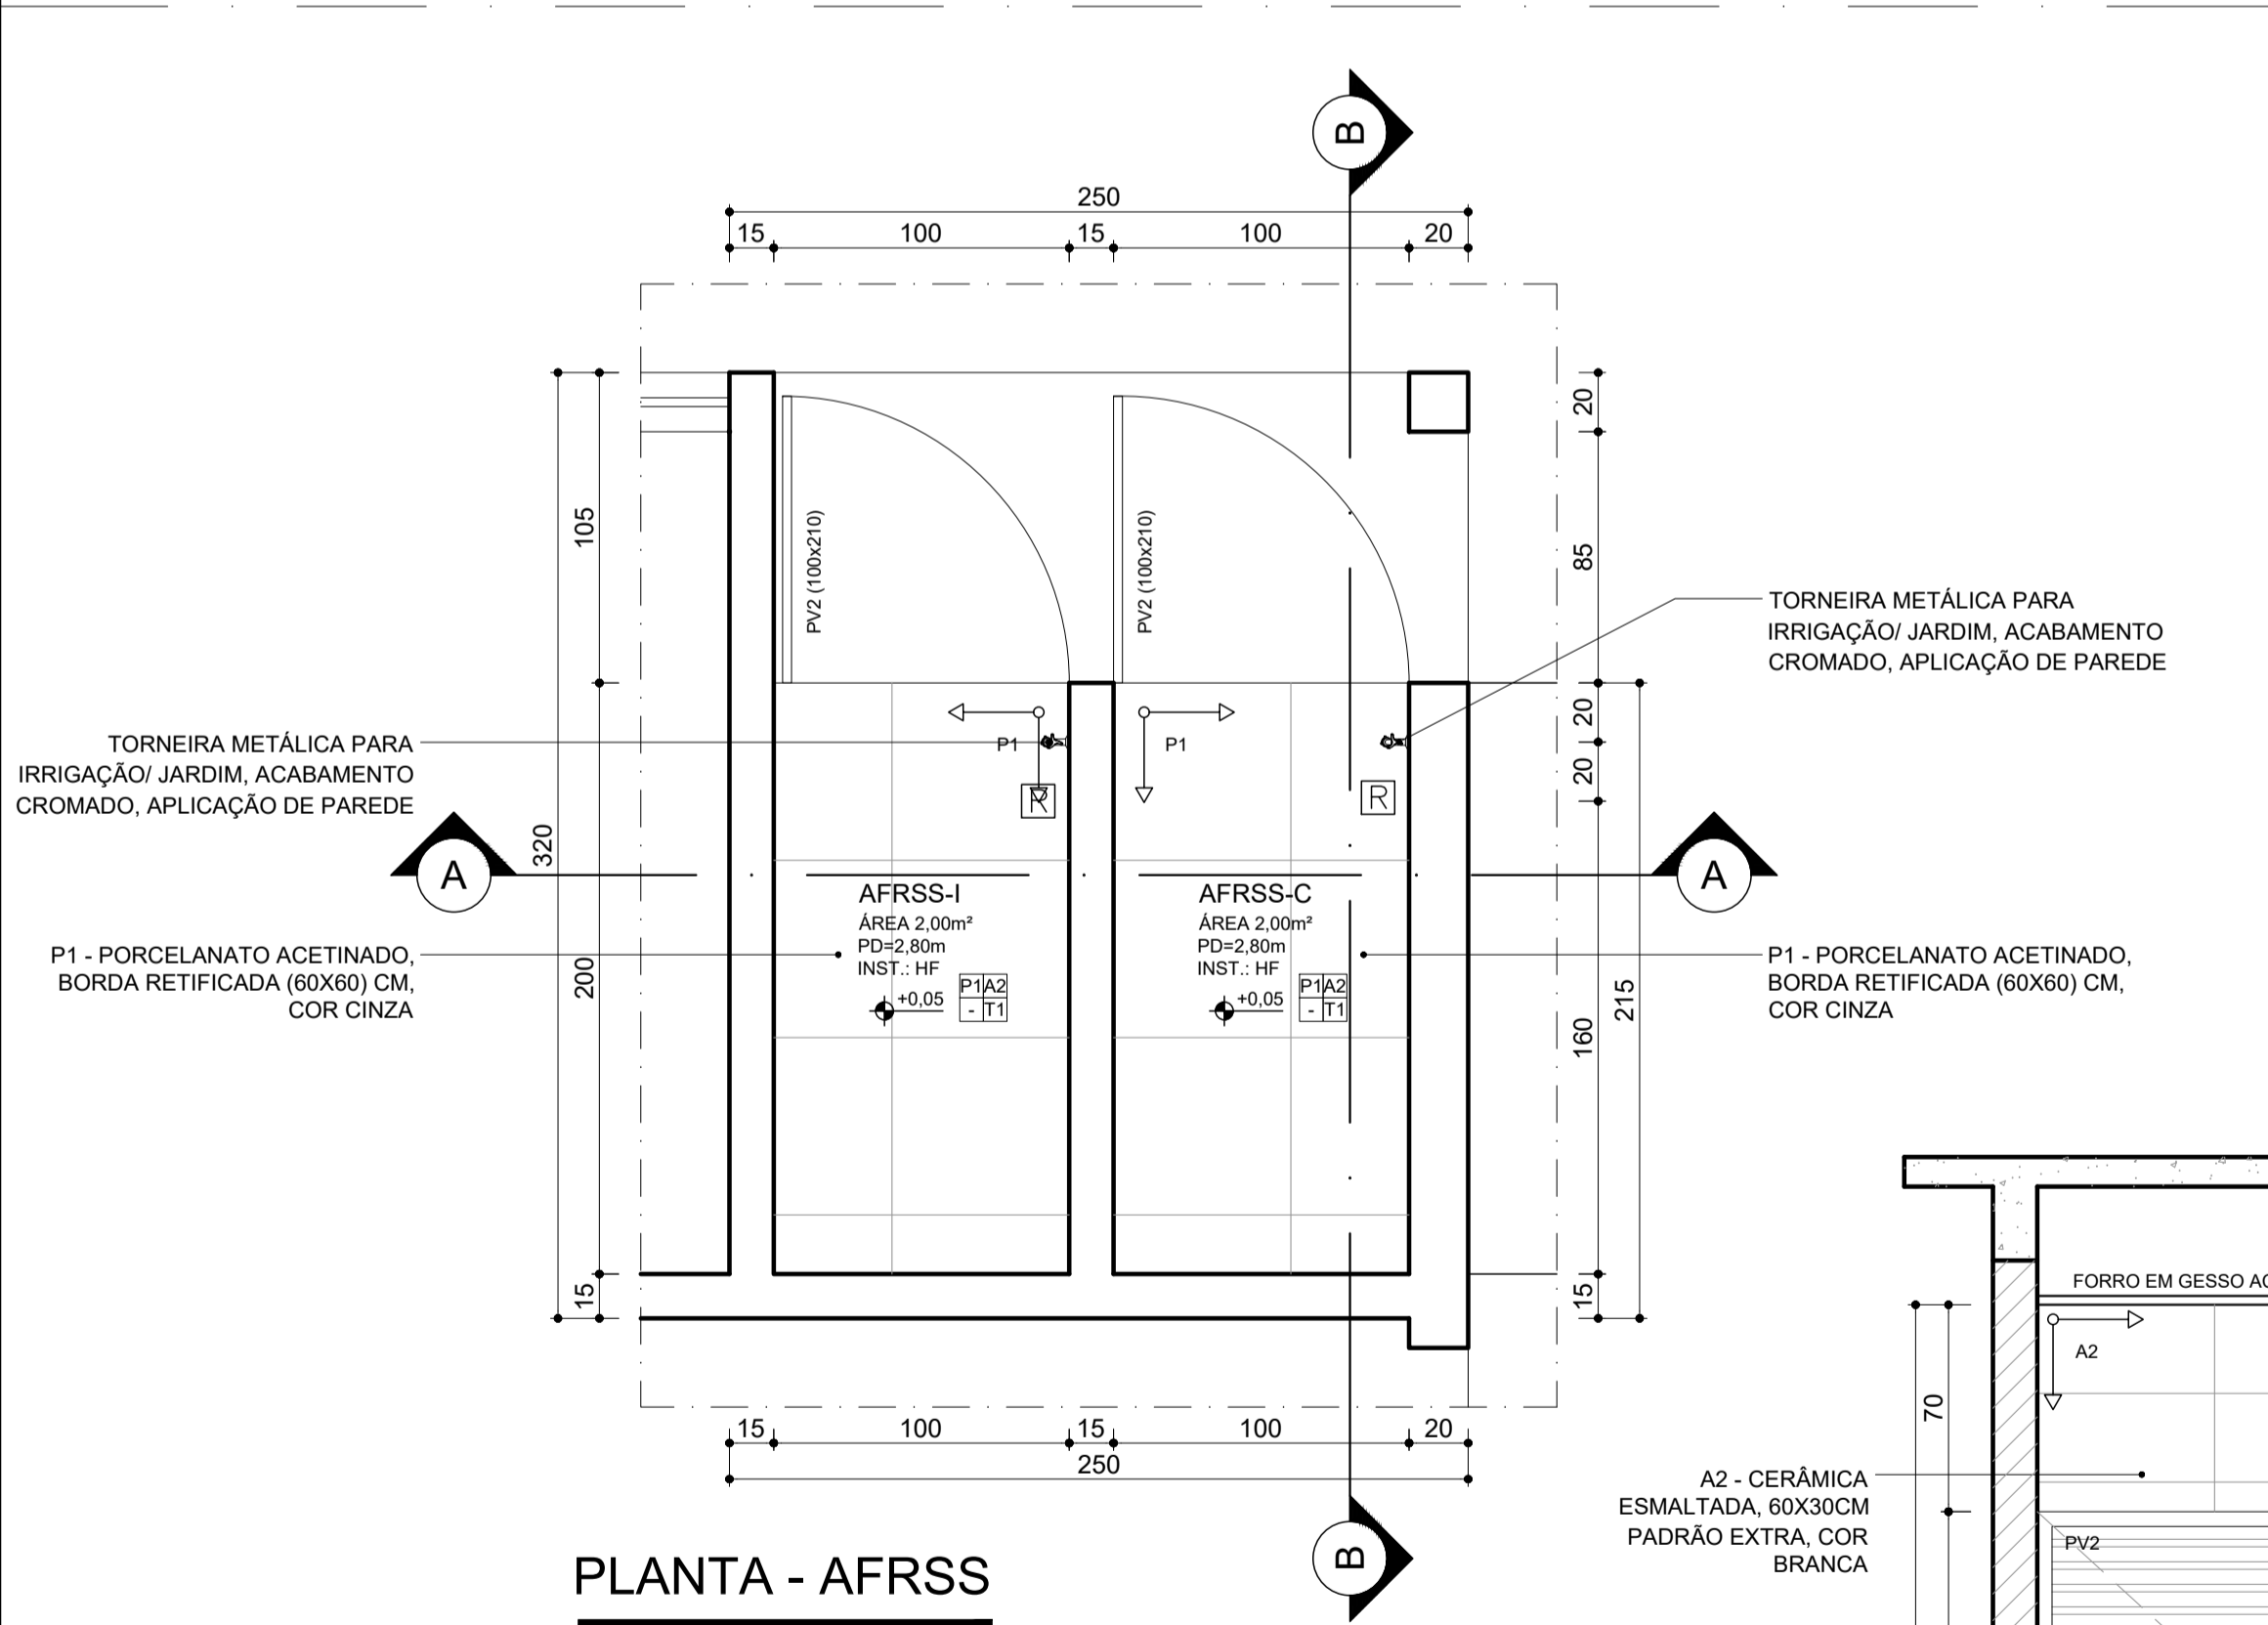 B
250
15 100 15 100 20
20
105
85
PV2 (100x210)
PV2 (100x210)
TORNEIRA METÁLICA PARA
IRRIGAÇÃO/ JARDIM, ACABAMENTO
CROMADO, APLICAÇÃO DE PAREDE
TORNEIRA METÁLICA PARA
IRRIGAÇÃO/ JARDIM, ACABAMENTO
CROMADO, APLICAÇÃO DE PAREDE
P1
P1
20
20
R
R
320
A
A
AFRSS-I
ÁREA 2,00m²
PD=2,80m
INST.: HF
+0,05
P1 A2
- T1
AFRSS-C
ÁREA 2,00m²
PD=2,80m
INST.: HF
+0,05
P1 A2
- T1
P1 - PORCELANATO ACETINADO,
BORDA RETIFICADA (60X60) CM,
COR CINZA
200
P1 - PORCELANATO ACETINADO,
BORDA RETIFICADA (60X60) CM,
COR CINZA
215
160
15
15
15 100 15 100 20
250
B
PLANTA - AFRSS
FORRO EM GESSO
A2
70
A2 - CERÂMICA
ESMALTADA, 60X30CM
PADRÃO EXTRA, COR
BRANCA
PV2